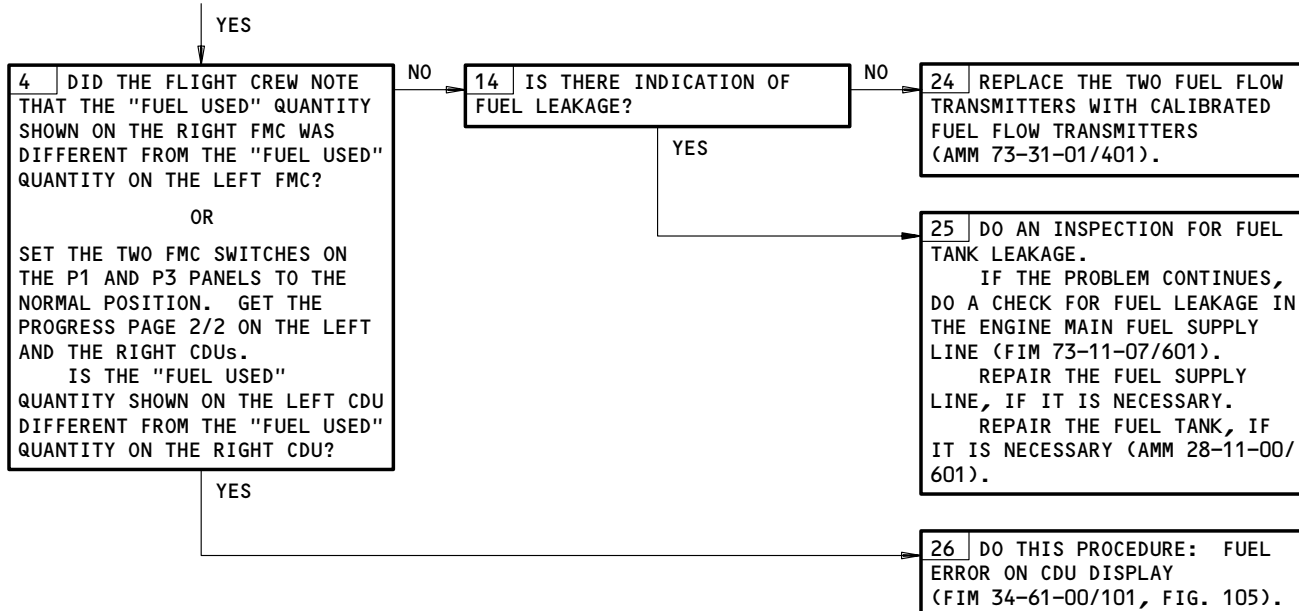 YES
4 DID THE FLIGHT CREW NOTE
THAT THE "FUEL USED" QUANTITY
SHOWN ON THE RIGHT FMC WAS
DIFFERENT FROM THE "FUEL USED"
QUANTITY ON THE LEFT FMC?
OR
SET THE TWO FMC SWITCHES ON
THE P1 AND P3 PANELS TO THE
NORMAL POSITION. GET THE
PROGRESS PAGE 2/2 ON THE LEFT
AND THE RIGHT CDUs.
IS THE "FUEL USED"
QUANTITY SHOWN ON THE LEFT CDU
DIFFERENT FROM THE "FUEL USED"
QUANTITY ON THE RIGHT CDU?
NO
14 IS THERE INDICATION OF
FUEL LEAKAGE?
NO
24 REPLACE THE TWO FUEL FLOW
TRANSMITTERS WITH CALIBRATED
FUEL FLOW TRANSMITTERS
(AMM 73-31-01/401).
YES
25 DO AN INSPECTION FOR FUEL
TANK LEAKAGE.
IF THE PROBLEM CONTINUES,
DO A CHECK FOR FUEL LEAKAGE IN
THE ENGINE MAIN FUEL SUPPLY
LINE (FIM 73-11-07/601).
REPAIR THE FUEL SUPPLY
LINE, IF IT IS NECESSARY.
REPAIR THE FUEL TANK, IF
IT IS NECESSARY (AMM 28-11-00/
601).
YES
26 DO THIS PROCEDURE: FUEL
ERROR ON CDU DISPLAY
(FIM 34-61-00/101, FIG. 105).